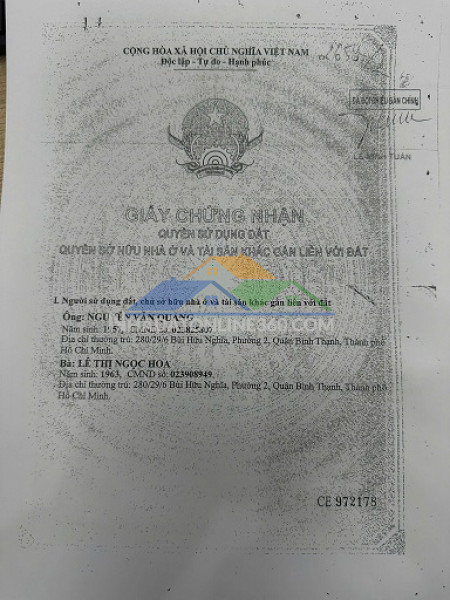 CỘNG HÒA XÃ HỘI CHỦ NGHĨA VIỆT NAM
Độc lập - Tự do - Hạnh phúc
GIẤY CHỨNG NHẬN
QUYỀN SỬ DỤNG ĐẤT
QUYỀN SỞ HỮU NHÀ Ở VÀ TÀI SẢN KHÁC GẮN LIỀN VỚI ĐẤT
I. Người sử dụng đất, chủ sở hữu nhà ở và tài sản khác gắn liền với đất
Ông: VĂN QUANG
Năm sinh: CMND số:
Địa chỉ thường trú: 280/29/6 Bùi Hữu Nghĩa, Phường 2, Quận Bình Thạnh, Thành phố
Hồ Chí Minh.
Bà: LÊ THỊ NGỌC HOA
Năm sinh: 1963, CMND số: 023908949
Địa chỉ thường trú: 280/29/6 Bùi Hữu Nghĩa, Phường 2, Quận Bình Thạnh, Thành phố
Hồ Chí Minh.
CE 972178